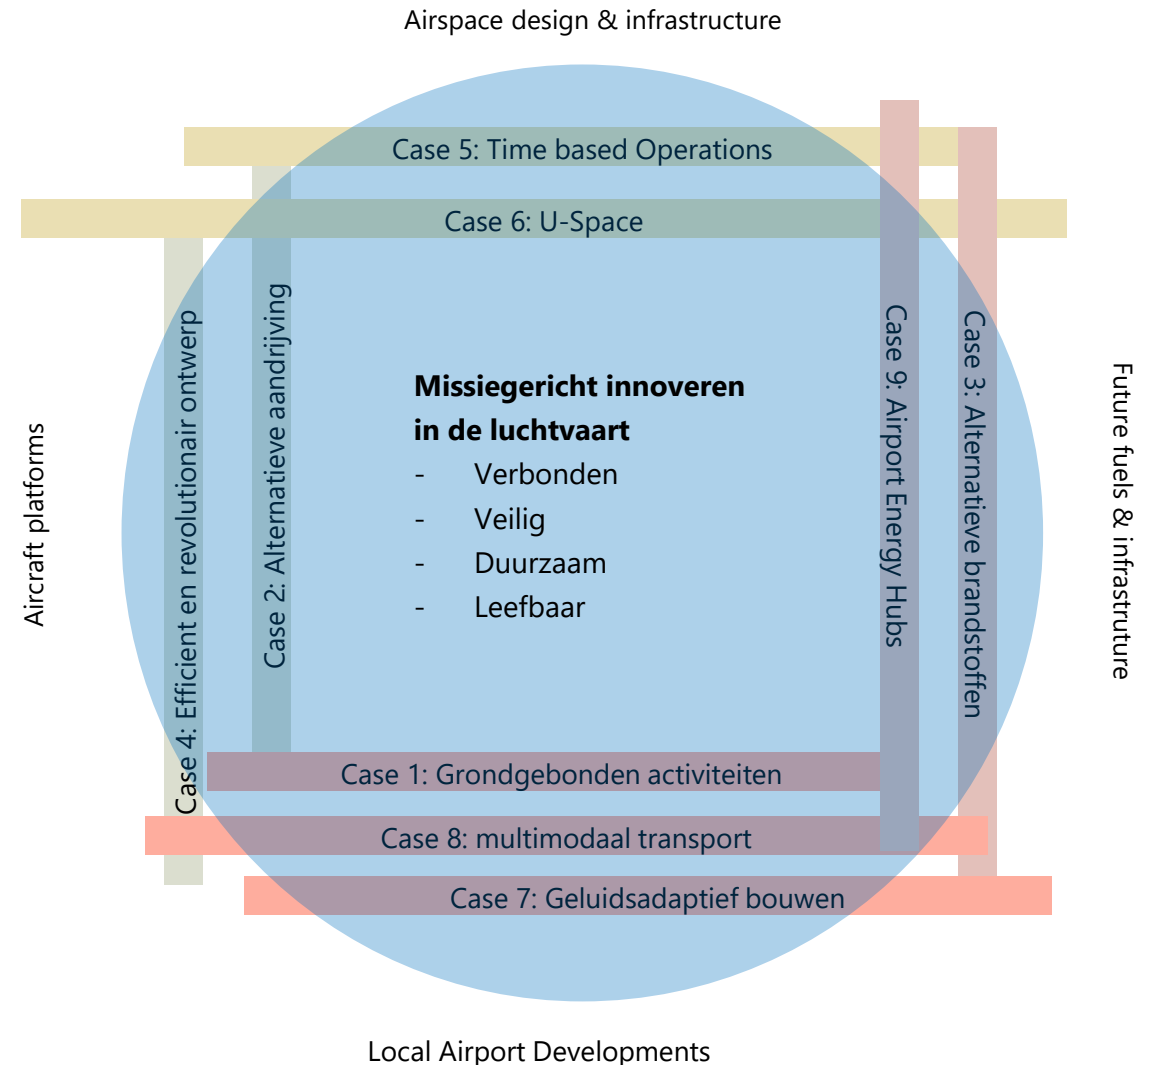 Airspace design & infrastructure
Case 5: Time based Operations
Case 6: U-Space
Aircraft platforms
Case 4: Efficient en revolutionair ontwerp
Case 2: Alternatieve aandrijving
Missiegericht innoveren
in de luchtvaart
- Verbonden
- Veilig
- Duurzaam
- Leefbaar
Case 9: Airport Energy Hubs
Case 3: Alternatieve brandstoffen
Future fuels & infrastruture
Case 1: Grondgebonden activiteiten
Case 8: multimodaal transport
Case 7: Geluidsadaptief bouwen
Local Airport Developments